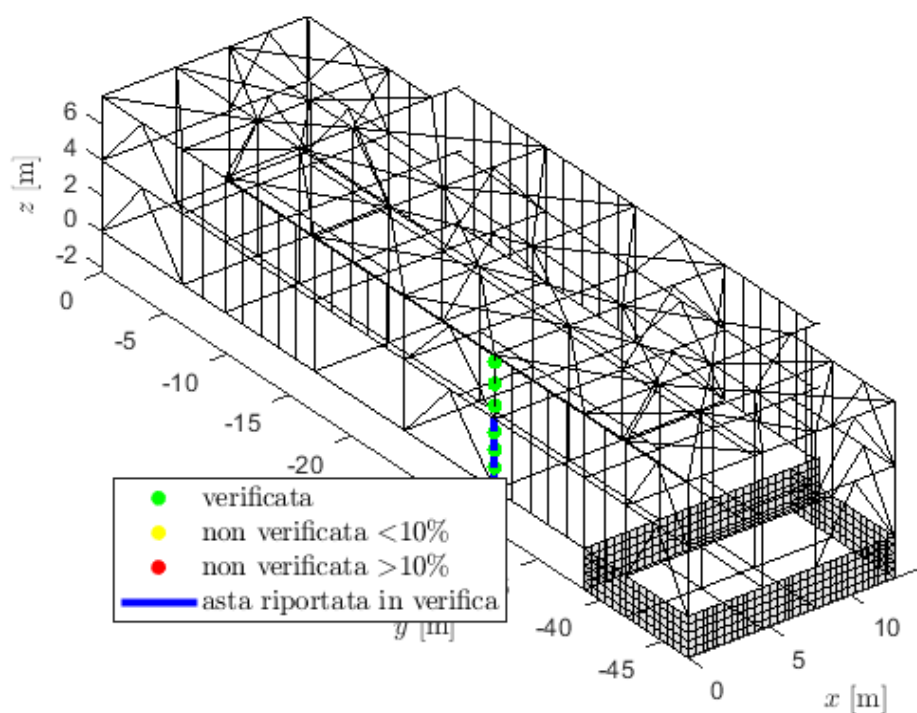 6
4
2
0
-2
z [m]
0
-5
-10
-15
-20
verificata
non verificata <10%
non verificata >10%
asta riportata in verifica
y [m]
-40
-45
0
5
10
x [m]